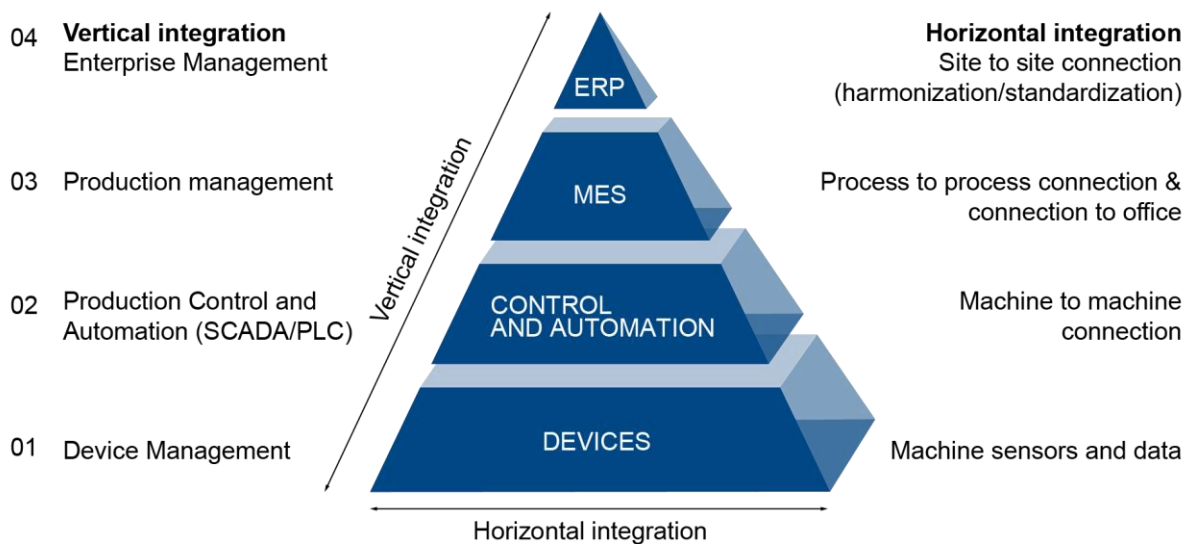 04
Vertical integration
Enterprise Management
ERP
Horizontal integration
Site to site connection
(harmonization/standardization)
Vertical integration
03
Production management
MES
Process to process connection &
connection to office
02
Production Control and
Automation (SCADA/PLC)
CONTROL
AND AUTOMATION
Machine to machine
connection
01
Device Management
DEVICES
Machine sensors and data
Horizontal integration